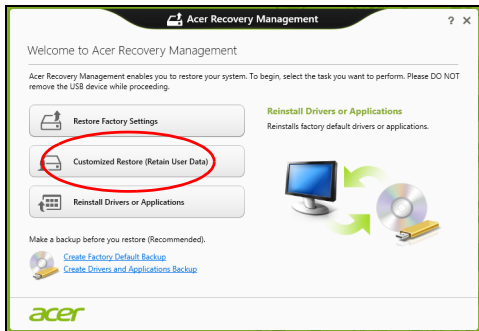 Acer Recovery Management
? ×
Welcome to Acer Recovery Management
Acer Recovery Management enables you to restore your system. To begin, select the task you want to perform. Please DO NOT
remove the USB device while proceeding.
Restore Factory Settings
Customized Restore (Retain User Data)
Reinstall Drivers or Applications
Reinstall Drivers or Applications
Reinstalls factory default drivers or applications.
Make a backup before you restore (Recommended).
Create Factory Default Backup
Create Drivers and Applications Backup
acer